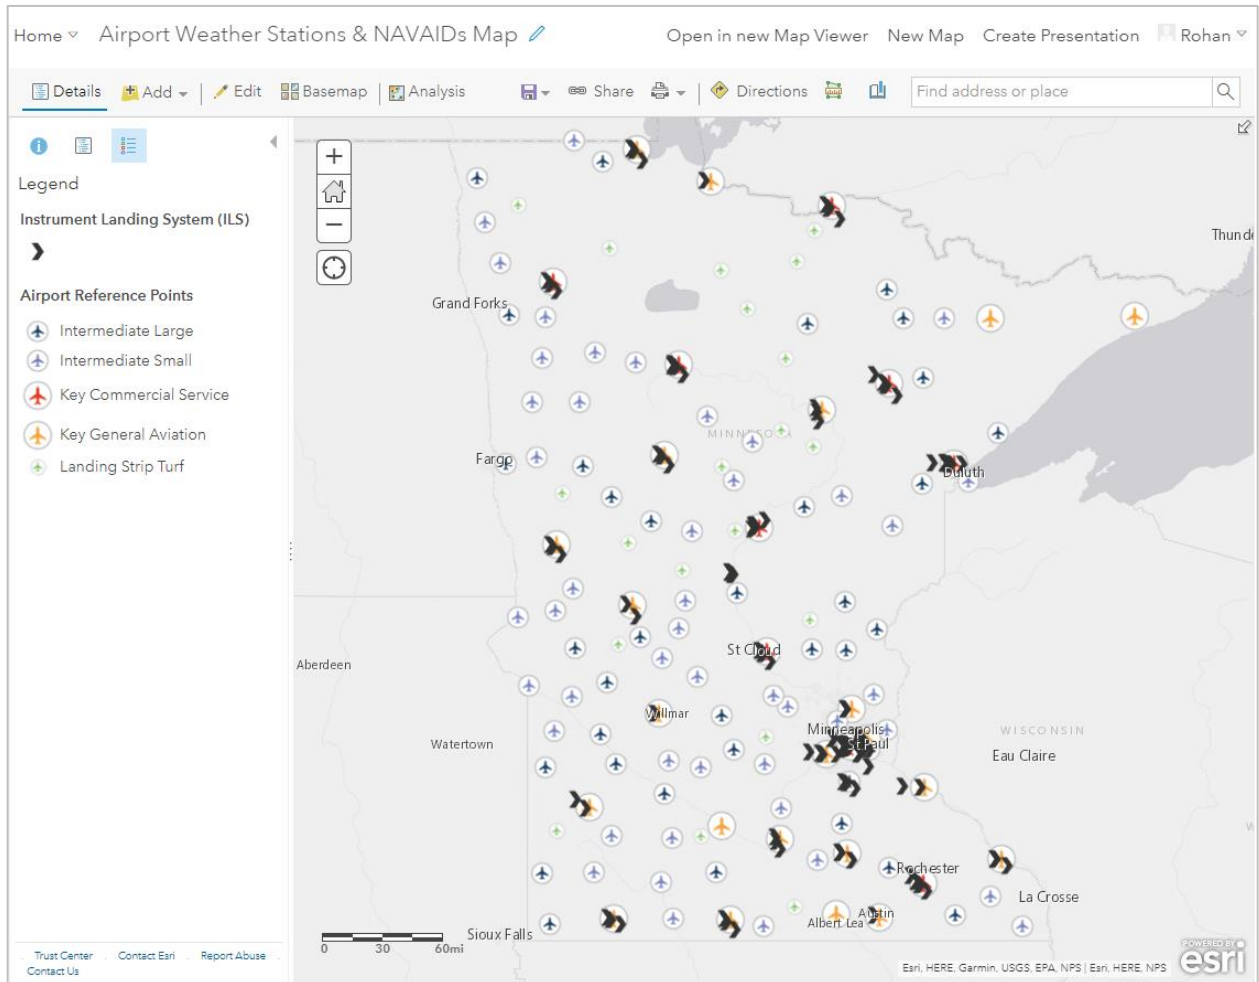 Home Airport Weather Stations & NAVAIDs Map Open in new Map Viewer New Map Create Presentation Rohan
Details Add Edit Basemap Analysis Share Directions Find address or place
Legend
Instrument Landing System (ILS)
Airport Reference Points
Intermediate Large
Intermediate Small
Key Commercial Service
Key General Aviation
Landing Strip Turf
Trust Center Contact Esri Report Abuse
Contact Us
Grand Forks
MINNESOTA
Fargo
Duluth
St Cloud
Aberdeen
Willmar
Minneapolis
St Paul
WISCONSIN
Watertown
Eau Claire
Rochester
La Crosse
Austin
Albert Lea
Sioux Falls
0 30 60mi
POWERED BY
esri
Esri, HERE, Garmin, USGS, EPA, NPS | Esri, HERE, NPS